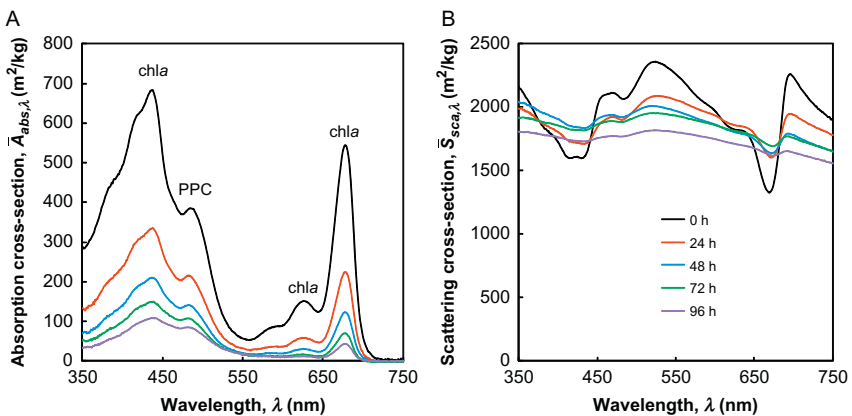 A
Absorption cross-section, A̅abs,λ (m²/kg)
800
700
600
500
400
300
200
100
0
chla
PPC
chla
chla
350
450
550
650
750
Wavelength, λ (nm)
B
Scattering cross-section, S̅sca,λ (m²/kg)
2500
2000
1500
1000
500
0
0 h
24 h
48 h
72 h
96 h
350
450
550
650
750
Wavelength, λ (nm)